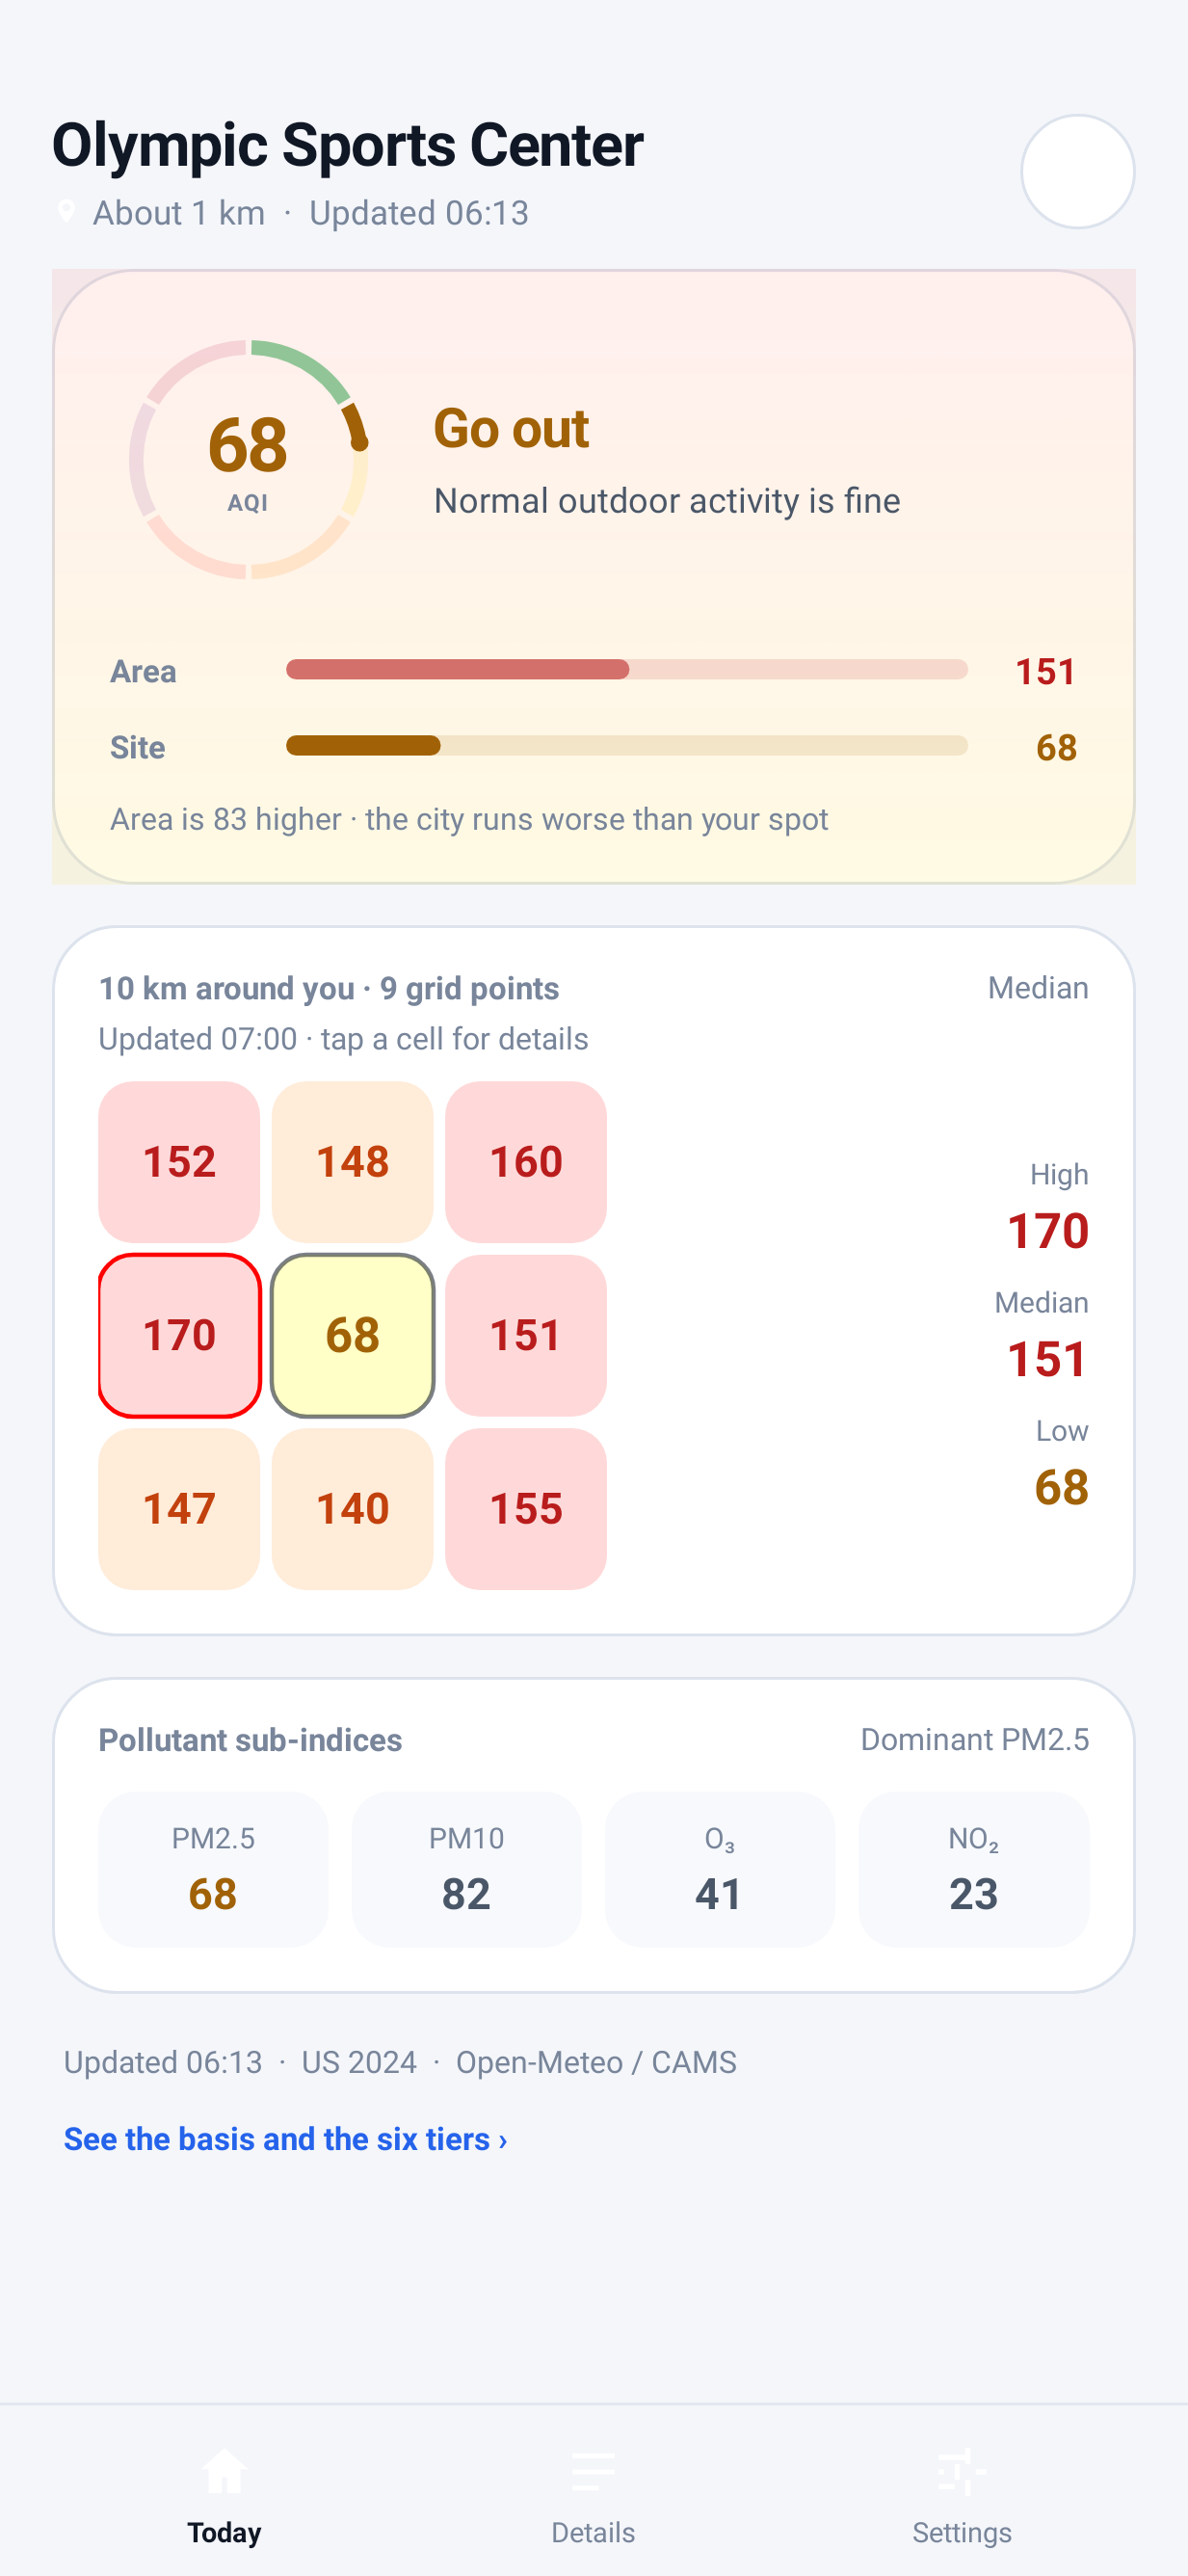 Olympic Sports Center
About 1 km · Updated 06:13
68
AQI
Go out
Normal outdoor activity is fine
Area 151
Site 68
Area is 83 higher · the city runs worse than your spot
10 km around you · 9 grid points Median
Updated 07:00 · tap a cell for details
152 148 160
170 68 151
147 140 155
High
170
Median
151
Low
68
Pollutant sub-indices Dominant PM2.5
PM2.5 PM10 O₃ NO₂
68 82 41 23
Updated 06:13 · US 2024 · Open-Meteo / CAMS
See the basis and the six tiers ›
Today Details Settings